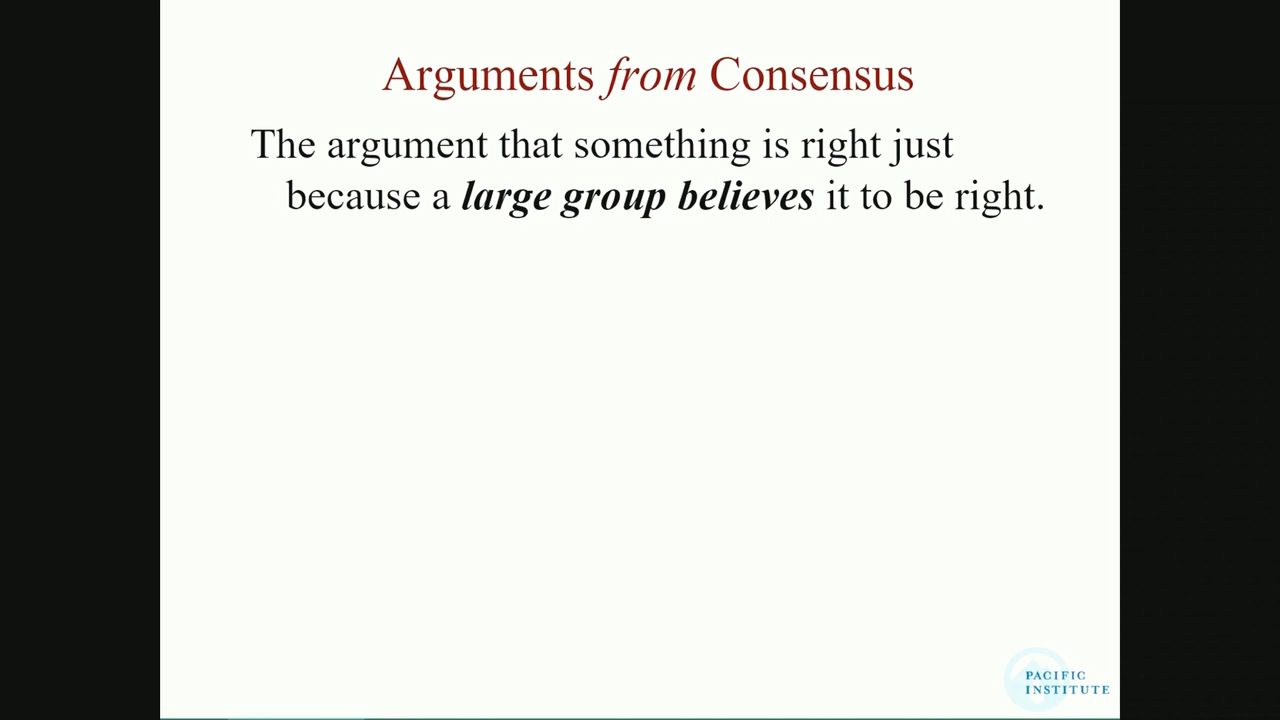 Arguments from Consensus
The argument that something is right just
because a large group believes it to be right.
PACIFIC
INSTITUTE